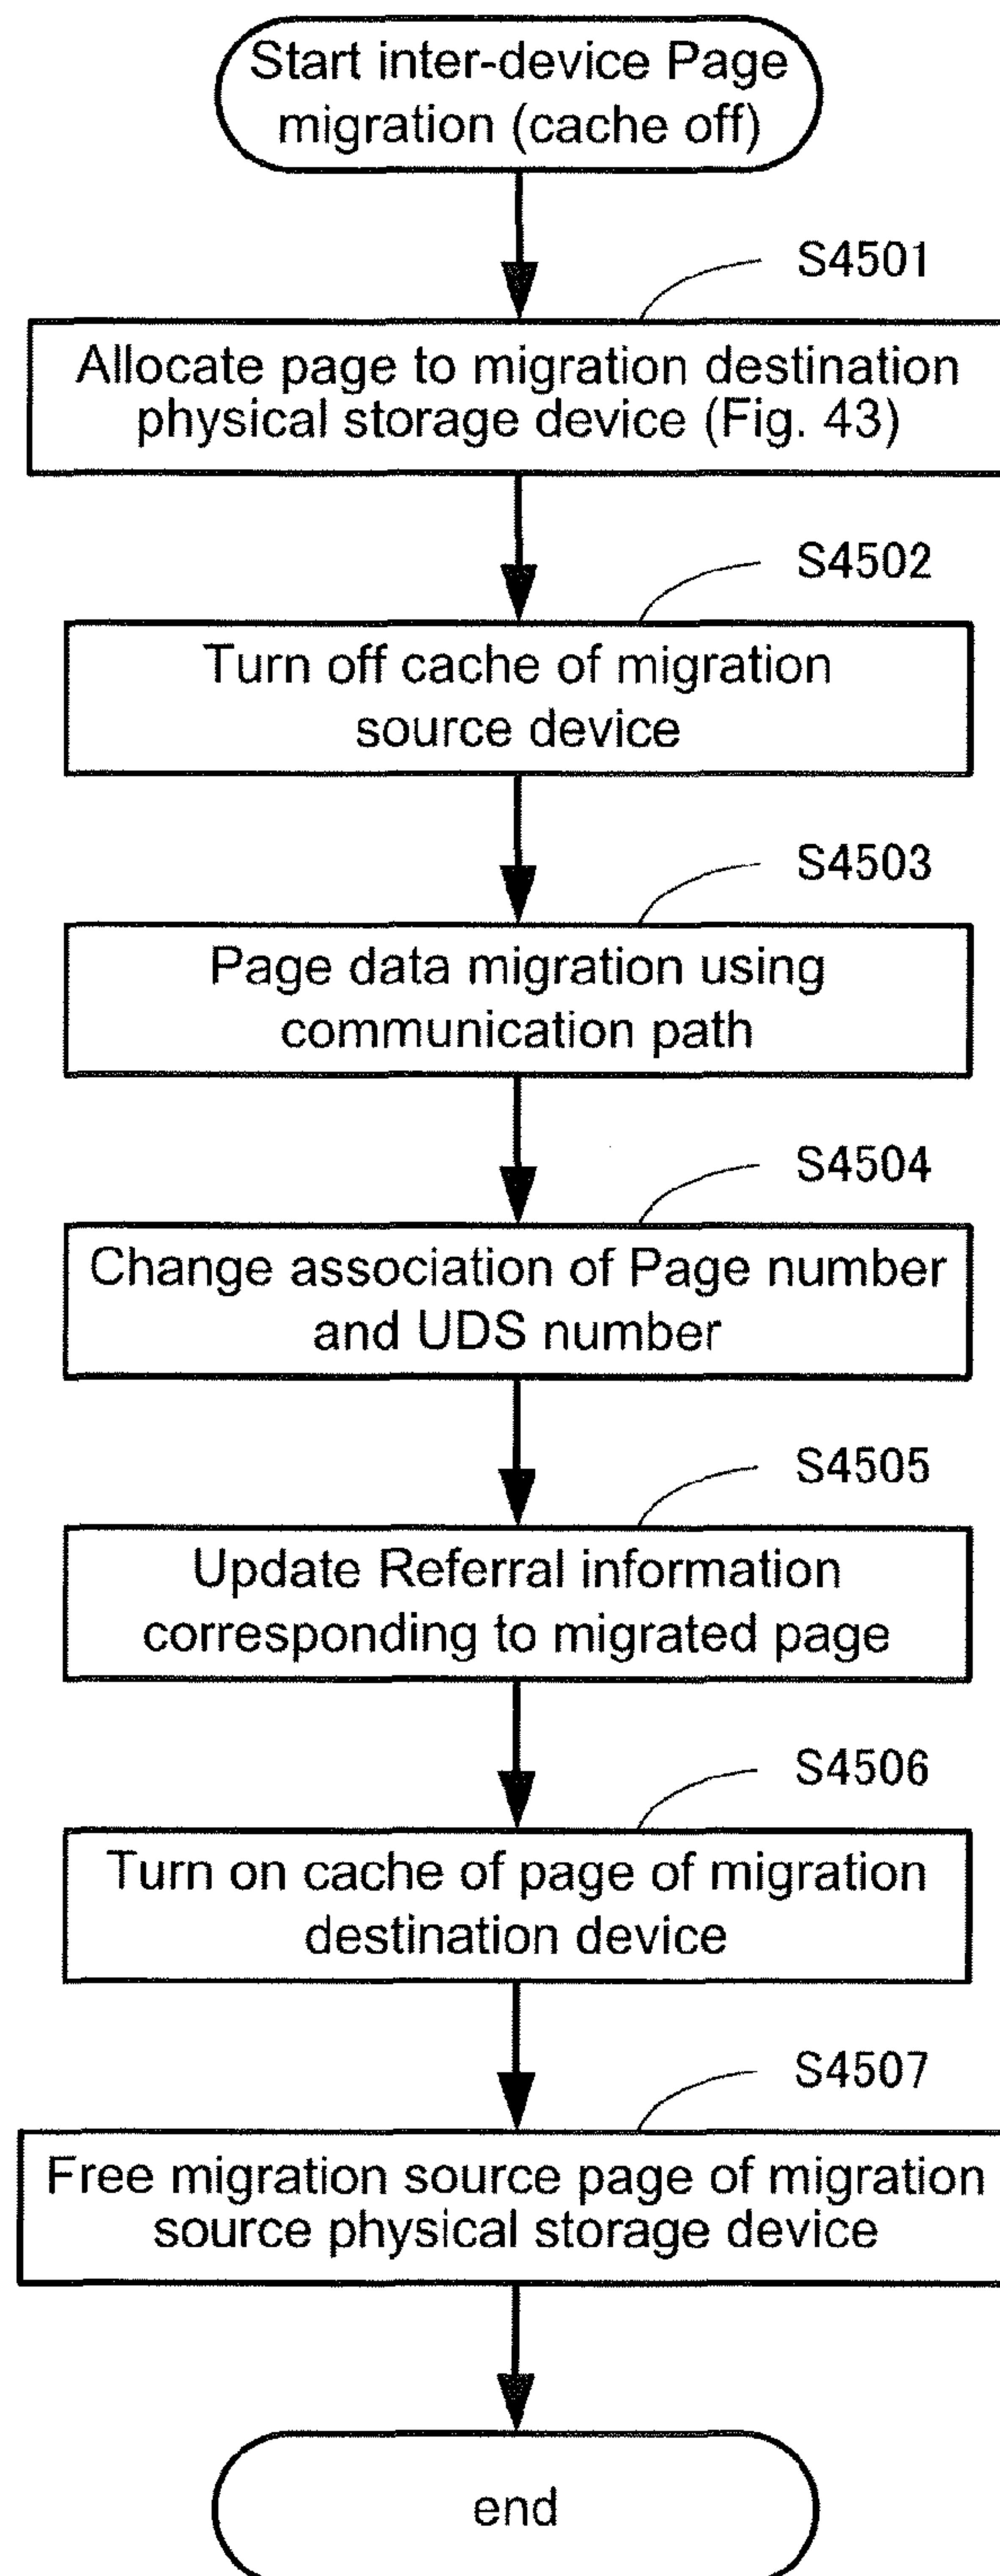 Start inter-device Page
migration (cache off)
S4501
Allocate page to migration destination
physical storage device (Fig. 43)
S4502
Turn off cache of migration
source device
S4503
Page data migration using
communication path
S4504
Change association of Page number
and UDS number
S4505
Update Referral information
corresponding to migrated page
S4506
Turn on cache of page of migration
destination device
S4507
Free migration source page of migration
source physical storage device
end